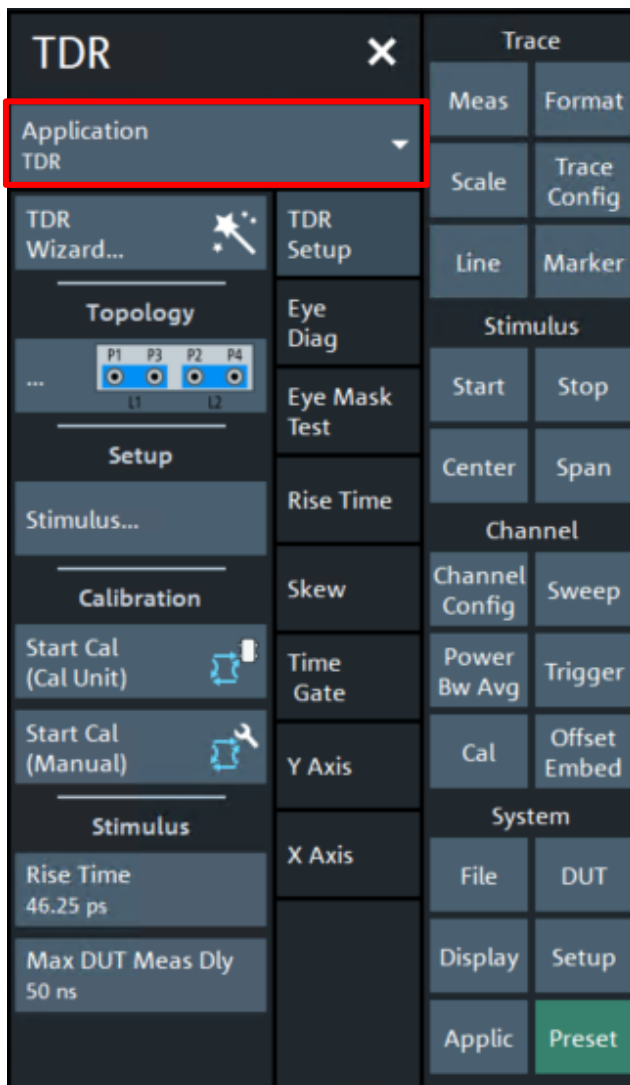 TDR
Application
TDR
TDR
Wizard...
Topology
...
P1 P3 P2 P4
L1 L2
Setup
Stimulus...
Calibration
Start Cal
(Cal Unit)
Start Cal
(Manual)
Stimulus
Rise Time
46.25 ps
Max DUT Meas Dly
50 ns
TDR
Setup
Eye
Diag
Eye Mask
Test
Rise Time
Skew
Time
Gate
Y Axis
X Axis
Trace
Meas
Format
Scale
Trace
Config
Line
Marker
Stimulus
Start
Stop
Center
Span
Channel
Channel
Config
Sweep
Power
Bw Avg
Trigger
Cal
Offset
Embed
System
File
DUT
Display
Setup
Applic
Preset